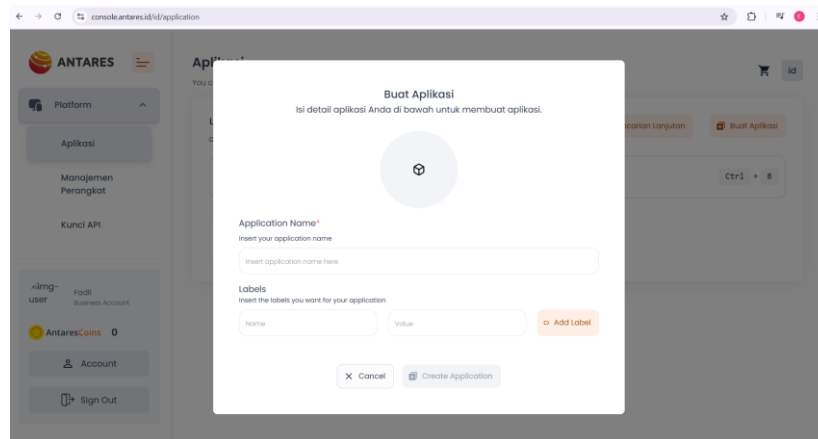 console.antares.id/id/application
ANTARES
Platform
Aplikasi
Manajemen
Perangkat
Kunci API
Fadli
user
Business Account
AntaresCoins 0
Account
Sign Out
You c
id
Lanjutan
Buat Aplikasi
Ctrl + B
Buat Aplikasi
Isi detail aplikasi Anda di bawah untuk membuat aplikasi.
Application Name*
Insert your application name
Insert application name here
Labels
Insert the labels you want for your application
Name
Value
Add Label
Cancel
Create Application